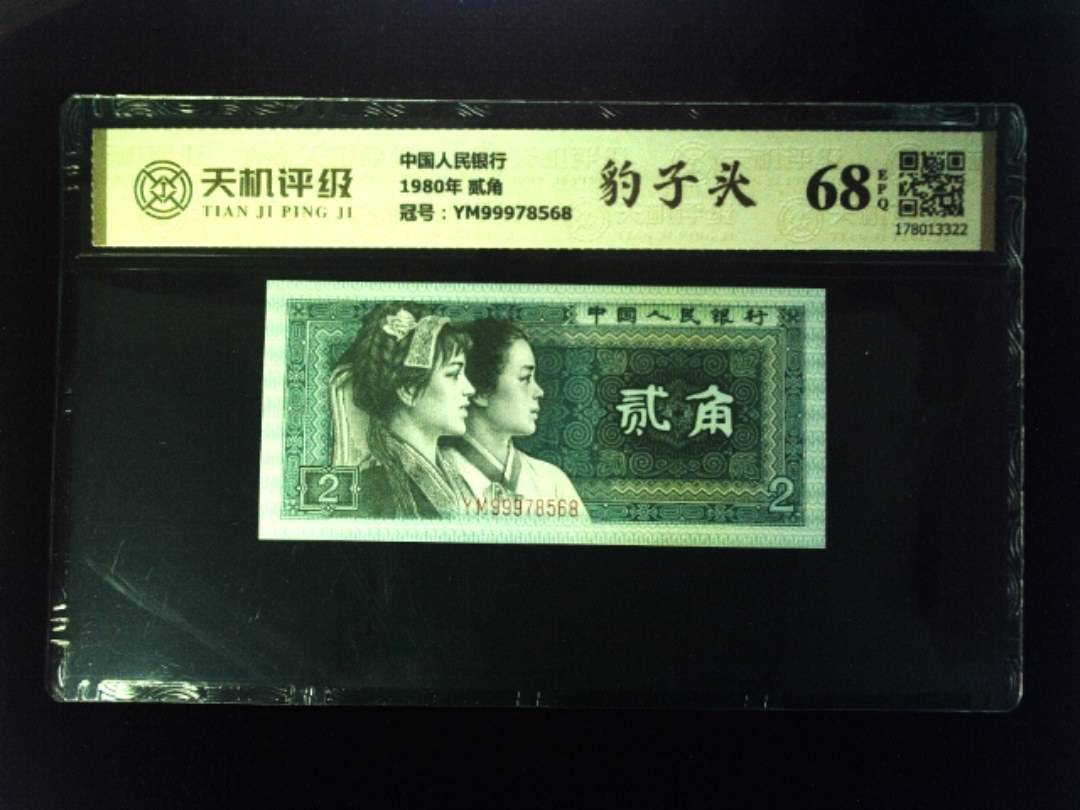 天机评级
TIAN JI PING JI
中国人民银行
1980年 贰角
冠号：YM99978568
豹子头
68
EPQ
178013322
中国人民银行
贰角
2
YM99978568
2